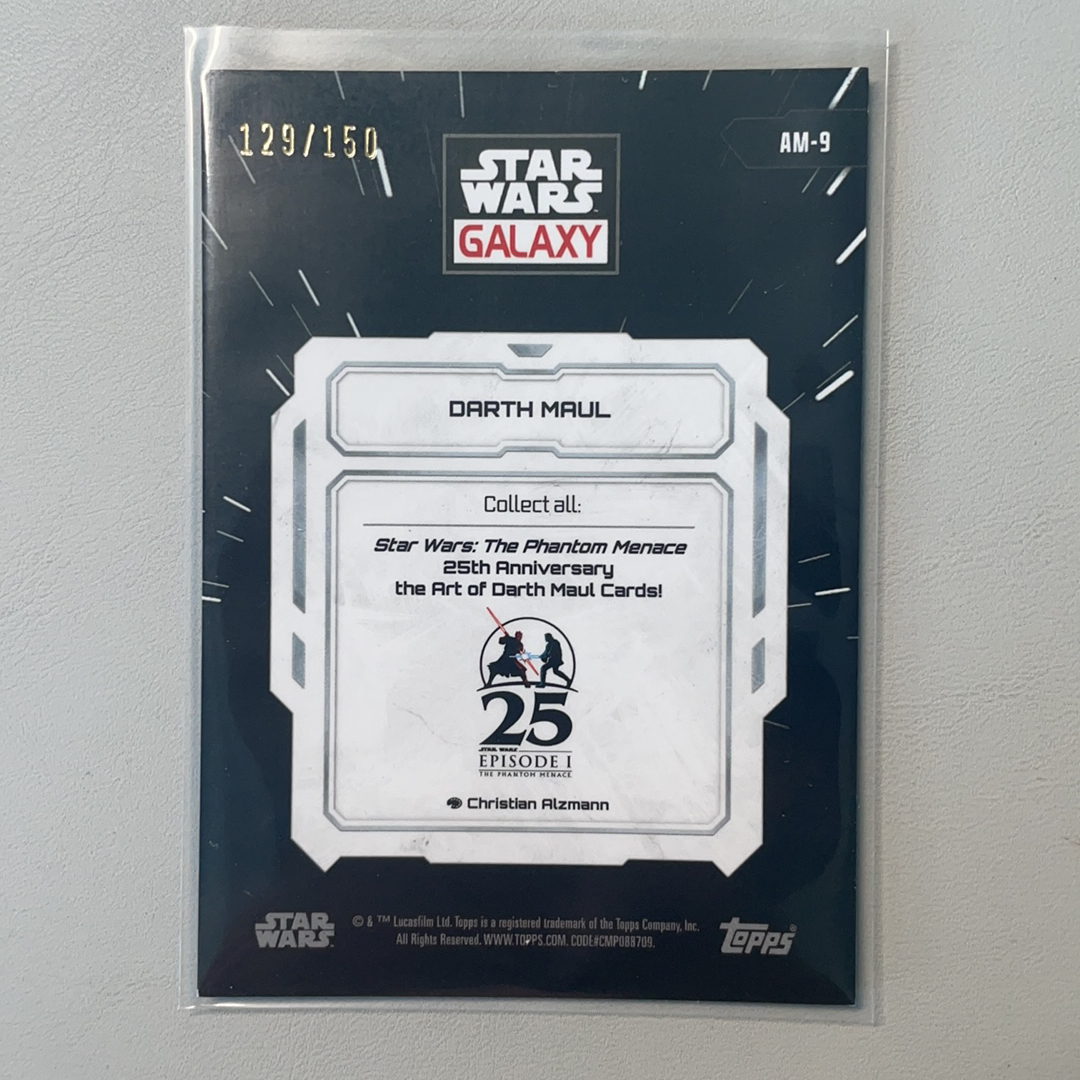 129/150
AM-9
STAR
WARS
GALAXY
DARTH MAUL
Collect all:
Star Wars: The Phantom Menace
25th Anniversary
the Art of Darth Maul Cards!
25
STAR WARS
EPISODE I
THE PHANTOM MENACE
Christian Alzmann
STAR
WARS
© & ™ Lucasfilm Ltd. Topps is a registered trademark of the Topps Company, Inc.
All Rights Reserved. WWW.TOPPS.COM. CODE#CMP088709.
topps®